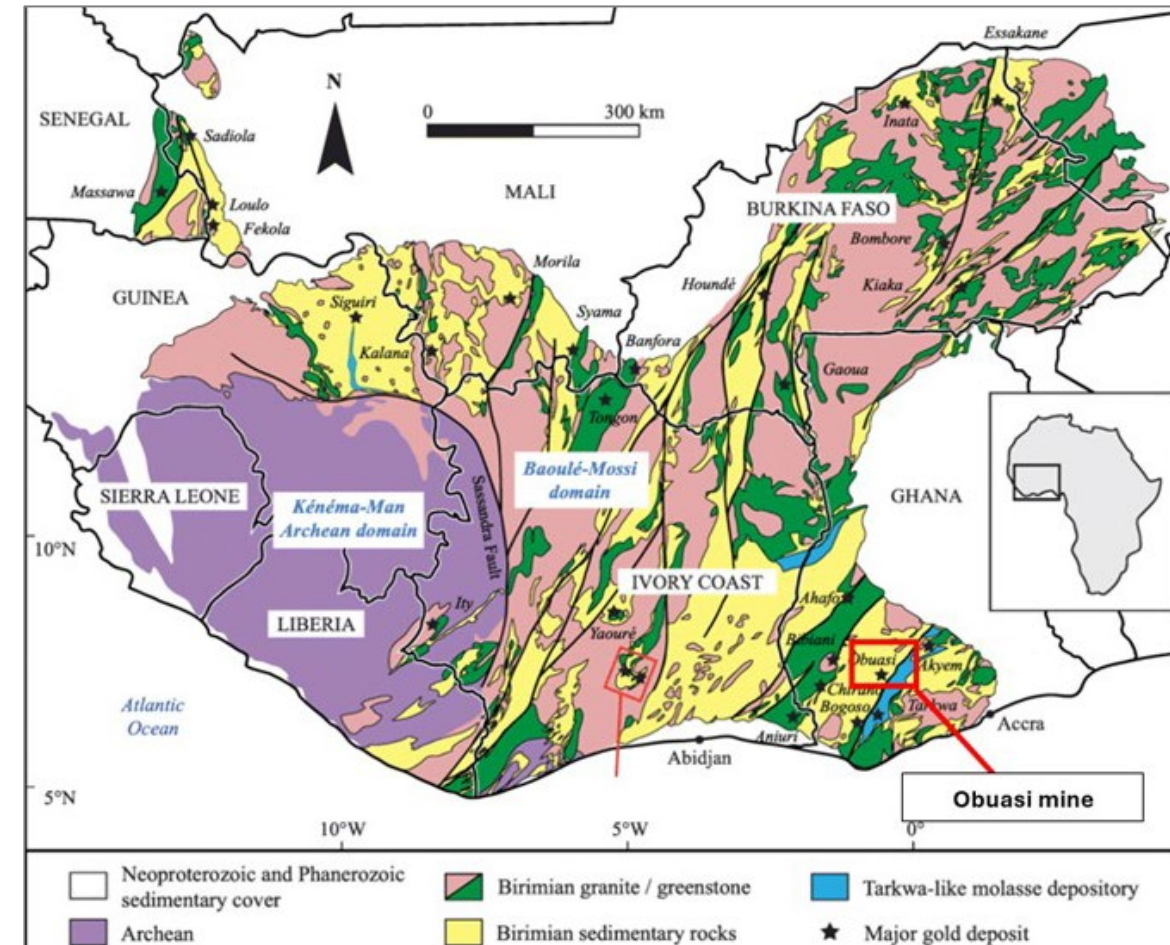 Essakane
N
0 300 km
SENEGAL
Sadiola
Inata
Massawa
MALI
Loulo
Fekola
BURKINA FASO
Bombore
Morila
Houndé
Kiaka
GUINEA
Siguiri
Syama
Kalana
Banfora
Gaoua
Tongon
Baoulé-Mossi
domain
SIERRA LEONE
Kénéma-Man
Archean domain
Sassandra Fault
GHANA
10°N
IVORY COAST
Ity
Ahafo
LIBERIA
Yaouré
Bibiani
Obuasi
Akyem
Chirano
Atlantic
Ocean
Bogoso
Tarkwa
Aniuri
Accra
Abidjan
5°N
Obuasi mine
10°W
5°W
0°
Neoproterozoic and Phanerozoic
sedimentary cover
Birimian granite / greenstone
Tarkwa-like molasse depository
Archean
Birimian sedimentary rocks
Major gold deposit